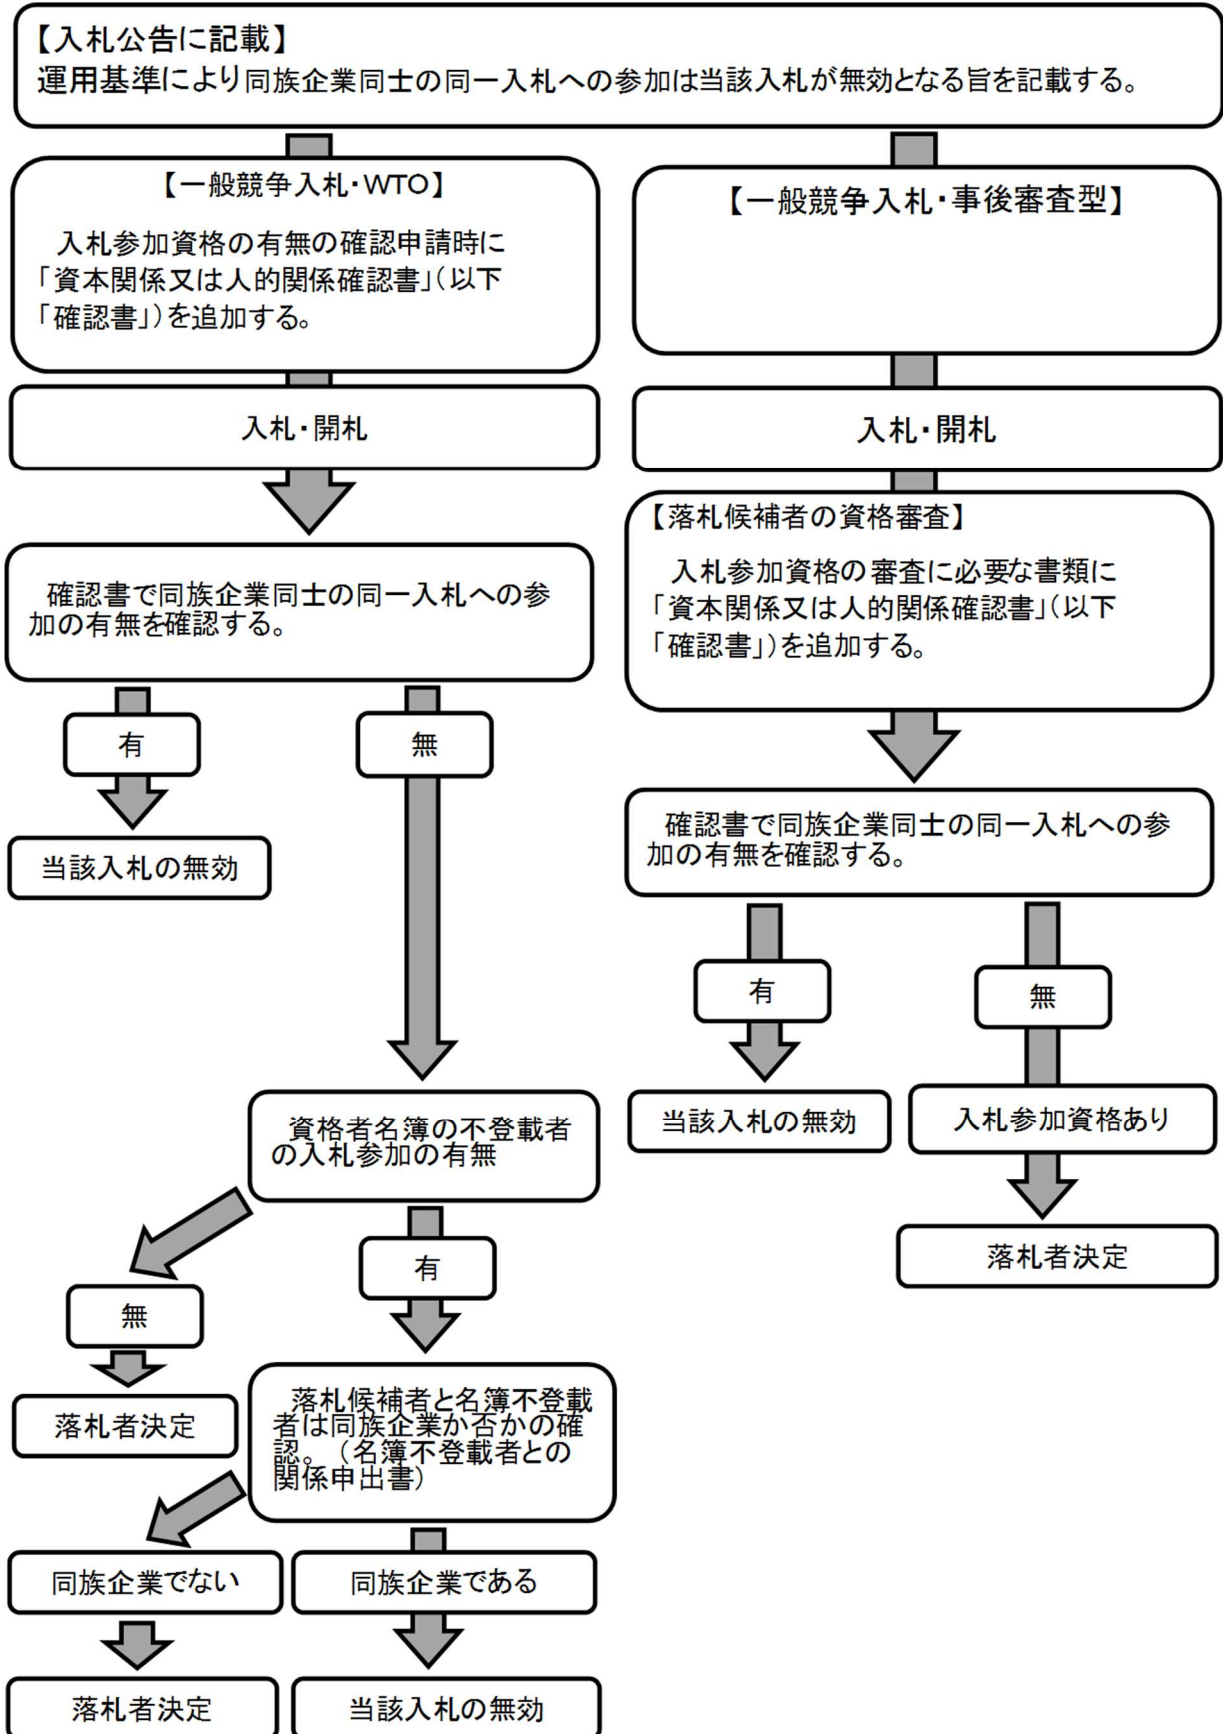 【入札公告に記載】
運用基準により同族企業同士の同一入札への参加は当該入札が無効となる旨を記載する。
【一般競争入札・WTO】
入札参加資格の有無の確認申請時に
「資本関係又は人的関係確認書」（以下
「確認書」）を追加する。
入札・開札
確認書で同族企業同士の同一入札への参
加の有無を確認する。
有
無
当該入札の無効
資格者名簿の不登載者
の入札参加の有無
有
無
落札者決定
落札候補者と名簿不登載
者は同族企業か否かの確
認。（名簿不登載者との
関係申出書）
同族企業でない
同族企業である
落札者決定
当該入札の無効
【一般競争入札・事後審査型】
入札・開札
【落札候補者の資格審査】
入札参加資格の審査に必要な書類に
「資本関係又は人的関係確認書」（以下
「確認書」）を追加する。
確認書で同族企業同士の同一入札への参
加の有無を確認する。
有
無
当該入札の無効
入札参加資格あり
落札者決定